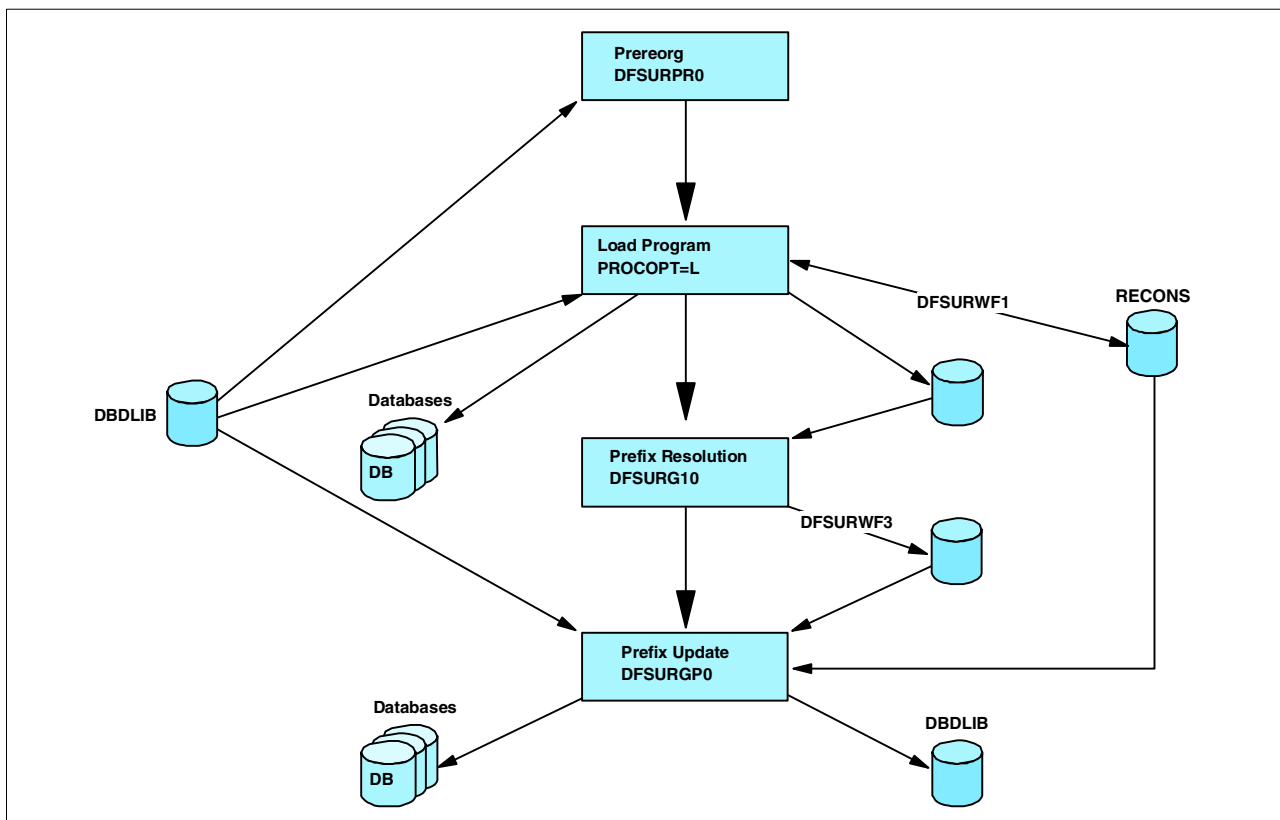 Prereorg
DFSURPR0
Load Program
PROCOPT=L
DFSURWF1
RECONS
DBDLIB
Databases
DB
Prefix Resolution
DFSURG10
DFSURWF3
Prefix Update
DFSURGP0
Databases
DB
DBDLIB